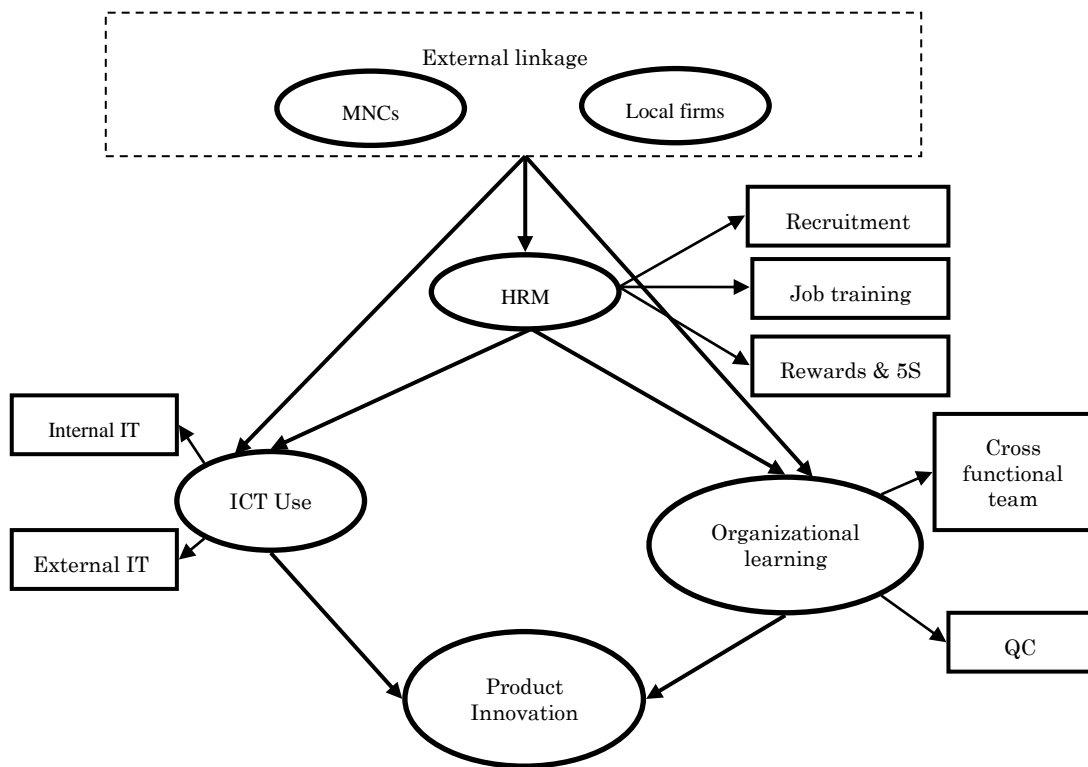 External linkage
MNCs
Local firms
Recruitment
HRM
Job training
Rewards & 5S
Internal IT
Cross
functional
team
ICT Use
Organizational
learning
External IT
QC
Product
Innovation